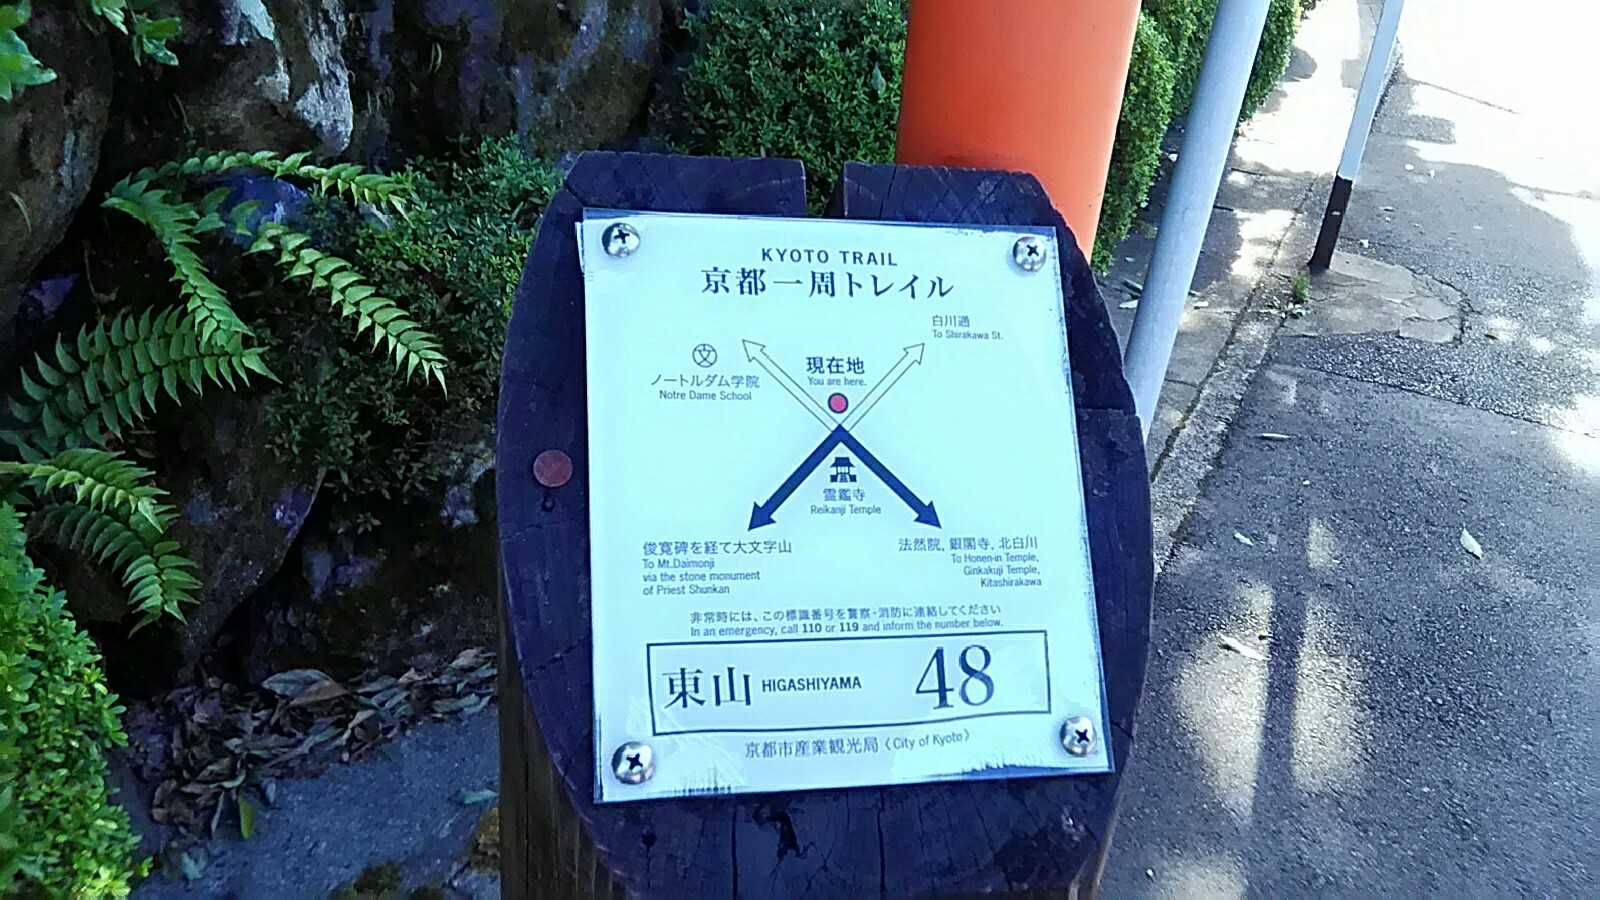 KYOTO TRAIL
京都一周トレイル
白川通
To Shirakawa St.
文
ノートルダム学院
Notre Dame School
現在地
You are here.
霊鑑寺
Reikanji Temple
俊寛碑を経て大文字山
To Mt.Daimonji
via the stone monument
of Priest Shunkan
法然院, 銀閣寺, 北白川
To Honen-in Temple,
Ginkakuji Temple,
Kitashirakawa
非常時には、この標識番号を警察・消防に連絡してください
In an emergency, call 110 or 119 and inform the number below.
東山 HIGASHIYAMA 48
京都市産業観光局〈City of Kyoto〉